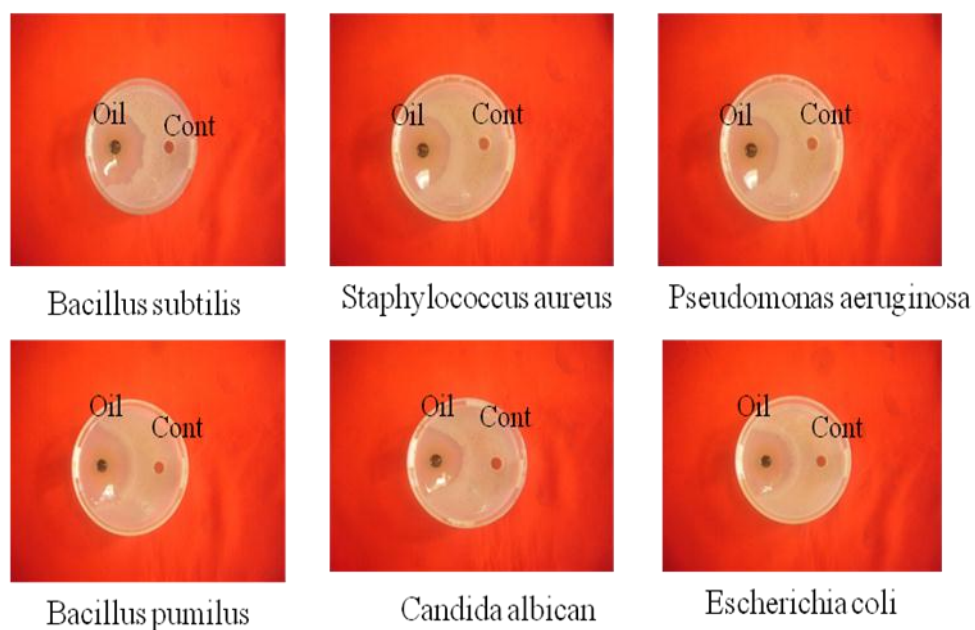 Oil
Cont
Oil
Cont
Oil
Cont
Bacillus subtilis
Staphylococcus aureus
Pseudomonas aeruginosa
Oil
Cont
Oil
Cont
Oil
Cont
Bacillus pumilus
Candida albican
Escherichia coli